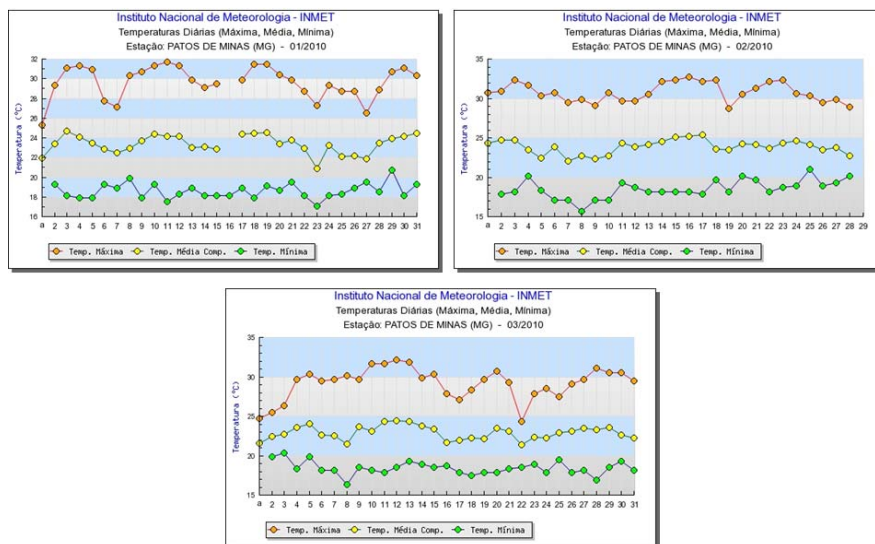 Instituto Nacional de Meteorologia - INMET
Temperaturas Diárias (Máxima, Média, Mínima)
Estação: PATOS DE MINAS (MG) - 01/2010
Temperatura (°C)
32
30
28
26
24
22
20
18
16
a 2 3 4 5 6 7 8 9 10 11 12 13 14 15 16 17 18 19 20 21 22 23 24 25 26 27 28 29 30 31
Temp. Máxima Temp. Média Comp. Temp. Mínima
Instituto Nacional de Meteorologia - INMET
Temperaturas Diárias (Máxima, Média, Mínima)
Estação: PATOS DE MINAS (MG) - 02/2010
Temperatura (°C)
35
30
25
20
15
a 2 3 4 5 6 7 8 9 10 11 12 13 14 15 16 17 18 19 20 21 22 23 24 25 26 27 28 29
Temp. Máxima Temp. Média Comp. Temp. Mínima
Instituto Nacional de Meteorologia - INMET
Temperaturas Diárias (Máxima, Média, Mínima)
Estação: PATOS DE MINAS (MG) - 03/2010
Temperatura (°C)
35
30
25
20
15
a 2 3 4 5 6 7 8 9 10 11 12 13 14 15 16 17 18 19 20 21 22 23 24 25 26 27 28 29 30 31
Temp. Máxima Temp. Média Comp. Temp. Mínima